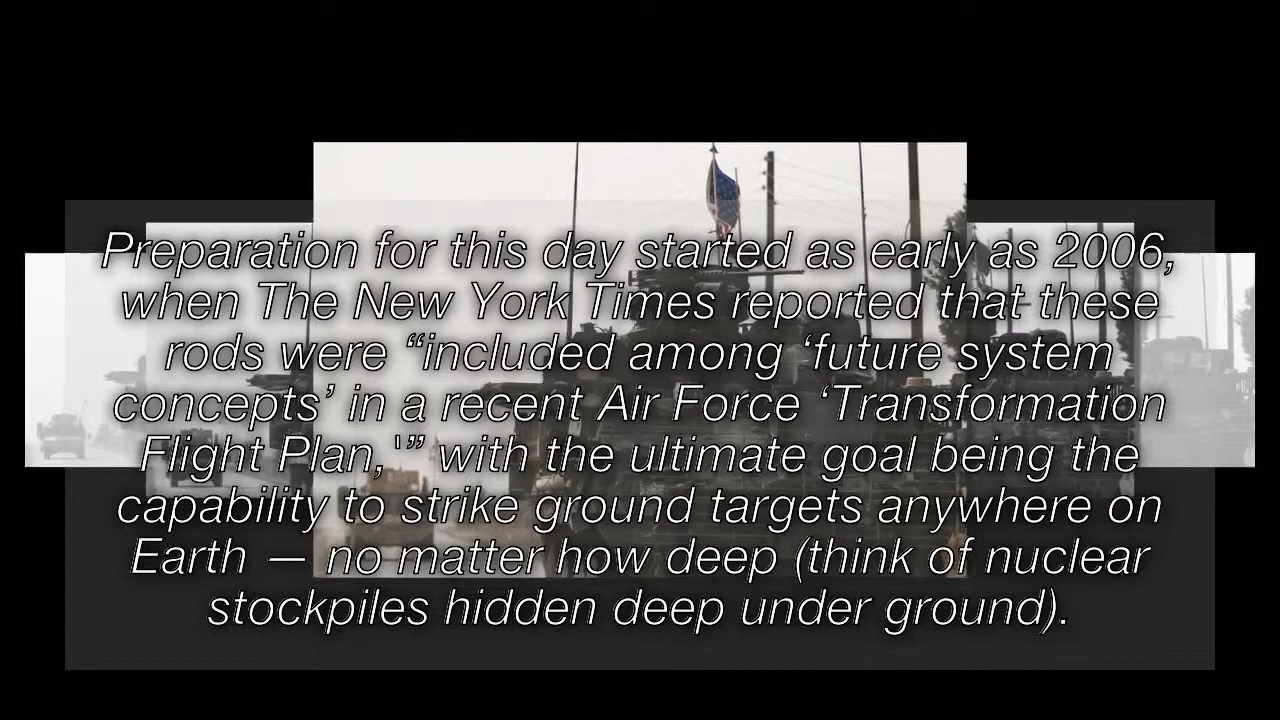 Preparation for this day started as early as 2006,
when The New York Times reported that these
rods were “included among ‘future system
concepts’ in a recent Air Force ‘Transformation
Flight Plan,'” with the ultimate goal being the
capability to strike ground targets anywhere on
Earth — no matter how deep (think of nuclear
stockpiles hidden deep under ground).